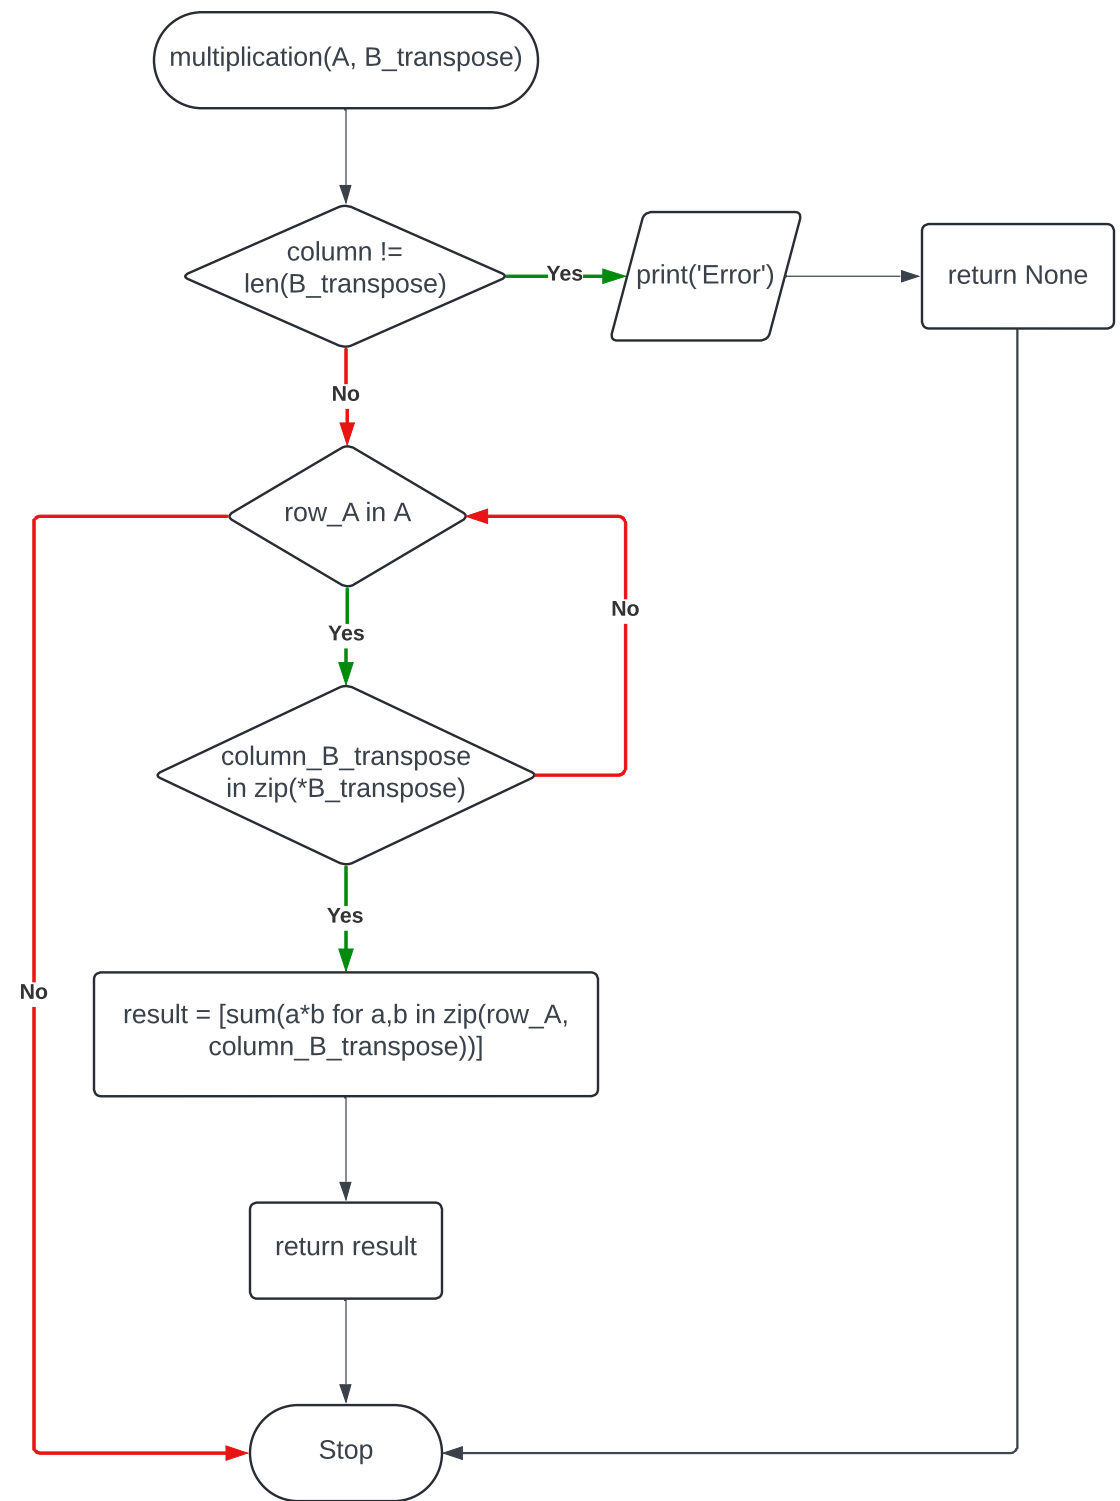 multiplication(A, B_transpose)
column !=
len(B_transpose)
Yes
print('Error')
return None
No
row_A in A
No
Yes
column_B_transpose
in zip(*B_transpose)
Yes
No
result = [sum(a*b for a,b in zip(row_A,
column_B_transpose))]
return result
Stop